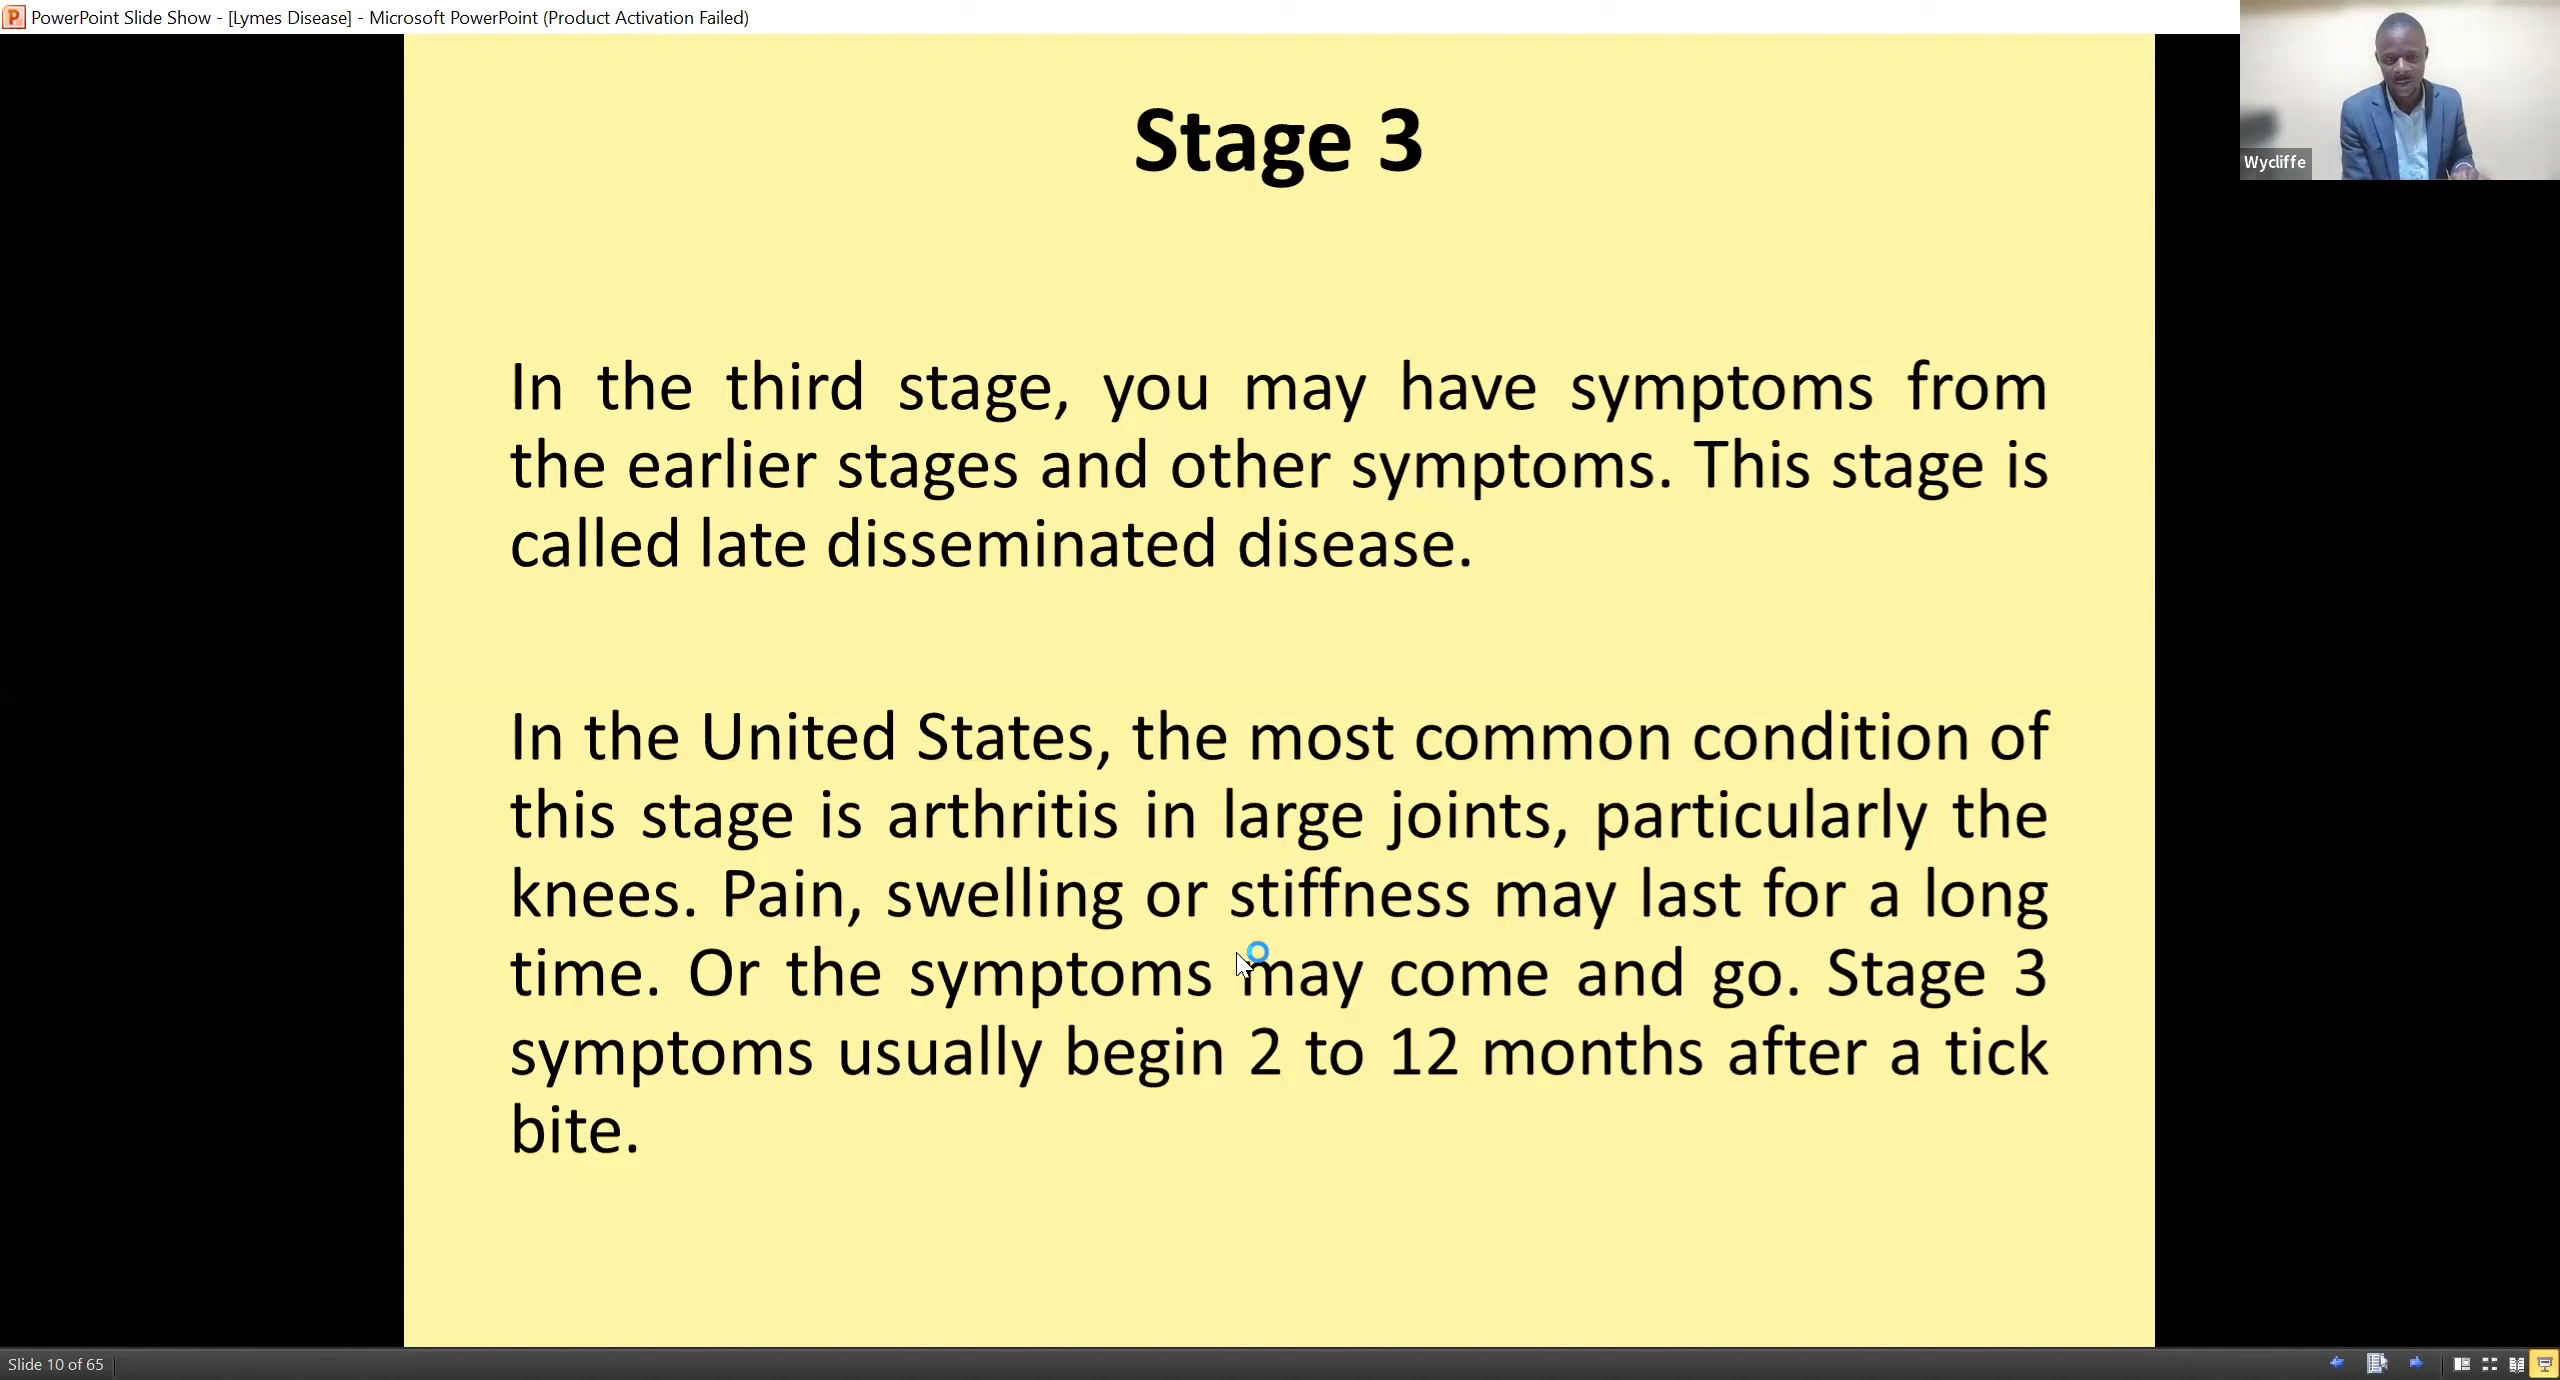 PowerPoint Slide Show - [Lymes Disease] - Microsoft PowerPoint (Product Activation Failed)
Wycliffe
Stage 3
In the third stage, you may have symptoms from
the earlier stages and other symptoms. This stage is
called late disseminated disease.
In the United States, the most common condition of
this stage is arthritis in large joints, particularly the
knees. Pain, swelling or stiffness may last for a long
time. Or the symptoms may come and go. Stage 3
symptoms usually begin 2 to 12 months after a tick
bite.
Slide 10 of 65